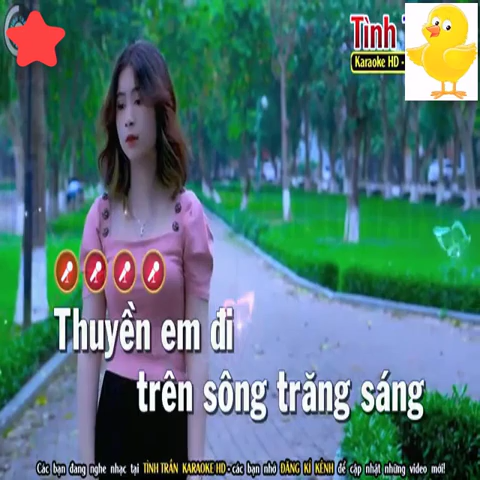 Tình
Karaoke HD -
Thuyền em đi
trên sông trăng sáng
Các bạn đang nghe nhạc tại TÌNH TRẦN KARAOKE HD - các bạn nhớ ĐĂNG KÍ KÊNH để cập nhật những video mới!